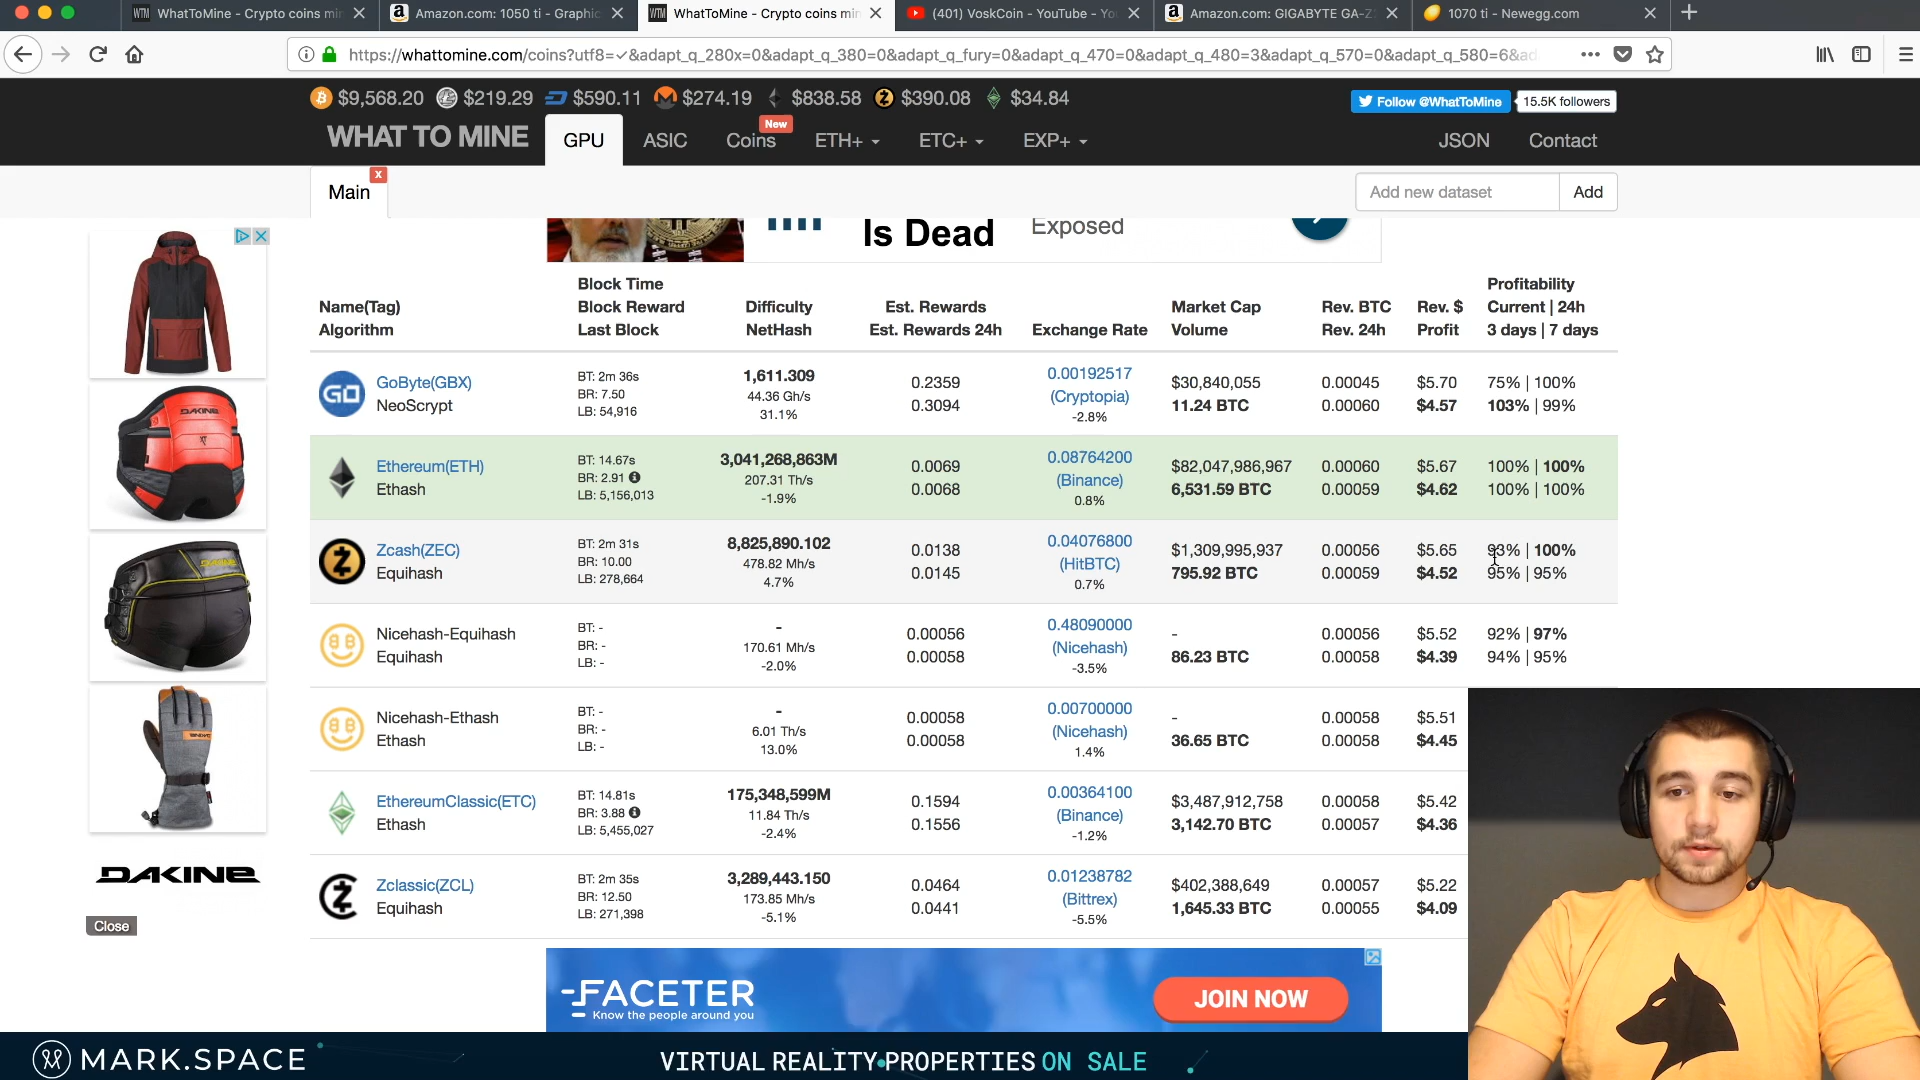 WhatToMine - Crypto coins mi
Amazon.com: 1050 ti - Graphic
WhatToMine - Crypto coins min
(401) VoskCoin - YouTube - Yo
Amazon.com: GIGABYTE GA-Z
1070 ti - Newegg.com
https://whattomine.com/coins?utf8=✓&adapt_q_280x=0&adapt_q_380=0&adapt_q_fury=0&adapt_q_470=0&adapt_q_480=3&adapt_q_570=0&adapt_q_580=6&ad
$9,568.20 $219.29 $590.11 $274.19 $838.58 $390.08 $34.84
Follow @WhatToMine 15.5K followers
WHAT TO MINE GPU ASIC Coins New ETH+ ETC+ EXP+ JSON Contact
Main x Add new dataset Add
Is Dead Exposed
Name(Tag)
Algorithm
Block Time
Block Reward
Last Block
Difficulty
NetHash
Est. Rewards
Est. Rewards 24h
Exchange Rate
Market Cap
Volume
Rev. BTC
Rev. 24h
Rev. $
Profit
Profitability
Current | 24h
3 days | 7 days
GoByte(GBX)
NeoScrypt
BT: 2m 36s
BR: 7.50
LB: 54,916
1,611.309
44.36 Gh/s
31.1%
0.2359
0.3094
0.00192517
(Cryptopia)
-2.8%
$30,840,055
11.24 BTC
0.00045
0.00060
$5.70
$4.57
75% | 100%
103% | 99%
Ethereum(ETH)
Ethash
BT: 14.67s
BR: 2.91
LB: 5,156,013
3,041,268,863M
207.31 Th/s
-1.9%
0.0069
0.0068
0.08764200
(Binance)
0.8%
$82,047,986,967
6,531.59 BTC
0.00060
0.00059
$5.67
$4.62
100% | 100%
100% | 100%
Zcash(ZEC)
Equihash
BT: 2m 31s
BR: 10.00
LB: 278,664
8,825,890.102
478.82 Mh/s
4.7%
0.0138
0.0145
0.04076800
(HitBTC)
0.7%
$1,309,995,937
795.92 BTC
0.00056
0.00059
$5.65
$4.52
93% | 100%
95% | 95%
Nicehash-Equihash
Equihash
BT: -
BR: -
LB: -
-
170.61 Mh/s
-2.0%
0.00056
0.00058
0.48090000
(Nicehash)
-3.5%
-
86.23 BTC
0.00056
0.00058
$5.52
$4.39
92% | 97%
94% | 95%
Nicehash-Ethash
Ethash
BT: -
BR: -
LB: -
-
6.01 Th/s
13.0%
0.00058
0.00058
0.00700000
(Nicehash)
1.4%
-
36.65 BTC
0.00058
0.00058
$5.51
$4.45
EthereumClassic(ETC)
Ethash
BT: 14.81s
BR: 3.88
LB: 5,455,027
175,348,599M
11.84 Th/s
-2.4%
0.1594
0.1556
0.00364100
(Binance)
-1.2%
$3,487,912,758
3,142.70 BTC
0.00058
0.00057
$5.42
$4.36
Zclassic(ZCL)
Equihash
BT: 2m 35s
BR: 12.50
LB: 271,398
3,289,443.150
173.85 Mh/s
-5.1%
0.0464
0.0441
0.01238782
(Bittrex)
-5.5%
$402,388,649
1,645.33 BTC
0.00057
0.00055
$5.22
$4.09
DAKINE
Close
FACETER
Know the people around you
JOIN NOW
MARK.SPACE
VIRTUAL REALITY PROPERTIES ON SALE